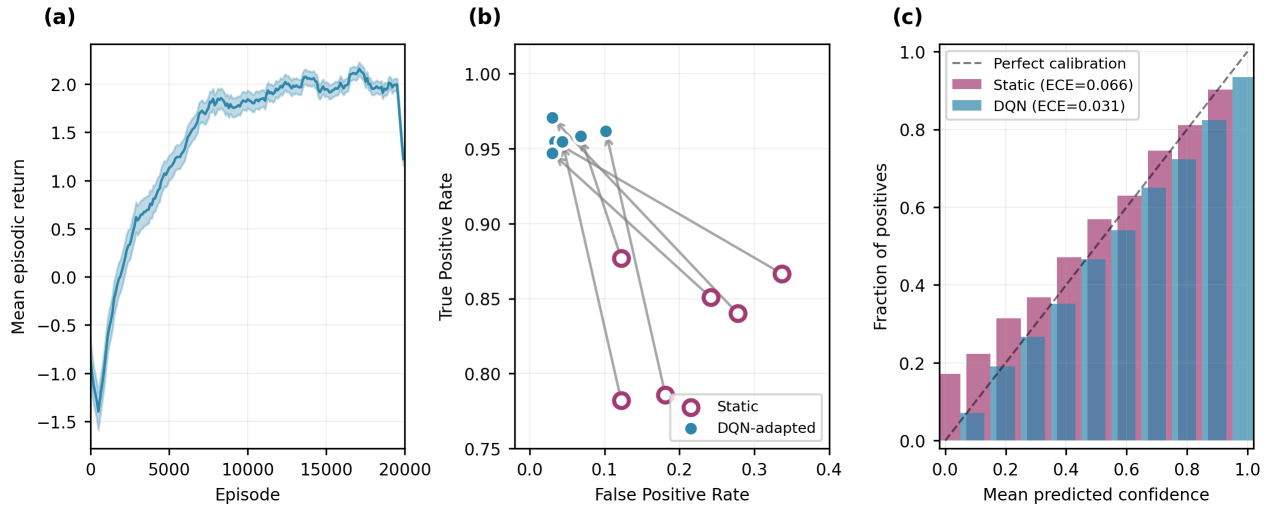 (a)
2.0
1.5
1.0
0.5
0.0
−0.5
−1.0
−1.5
Mean episodic return
0
5000
10000
15000
20000
Episode
(b)
1.00
0.95
0.90
0.85
0.80
0.75
True Positive Rate
Static
DQN-adapted
0.0
0.1
0.2
0.3
0.4
False Positive Rate
(c)
1.0
0.8
0.6
0.4
0.2
0.0
Fraction of positives
Perfect calibration
Static (ECE=0.066)
DQN (ECE=0.031)
0.0
0.2
0.4
0.6
0.8
1.0
Mean predicted confidence